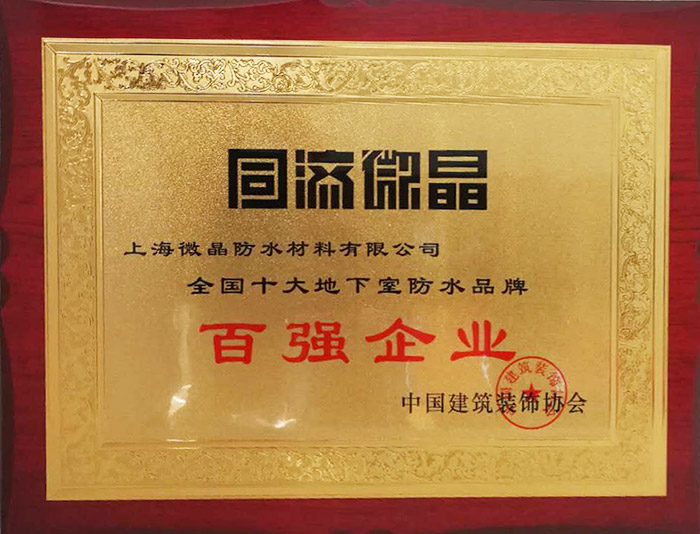 同济微晶
上海微晶防水材料有限公司
全国十大地下室防水品牌
百强企业
中国建筑装饰协会